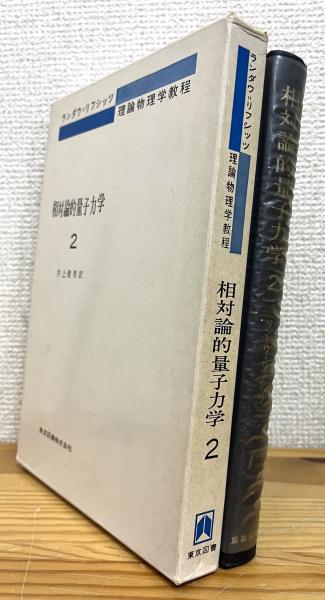 ランダウ=リフシッツ
理論物理学教程
相対論的量子力学
2
井上健男訳
東京図書株式会社
ランダウ=リフシッツ
理論物理学教程
相対論的量子力学
2
東京図書
相対論的量子力学 2
東京図書